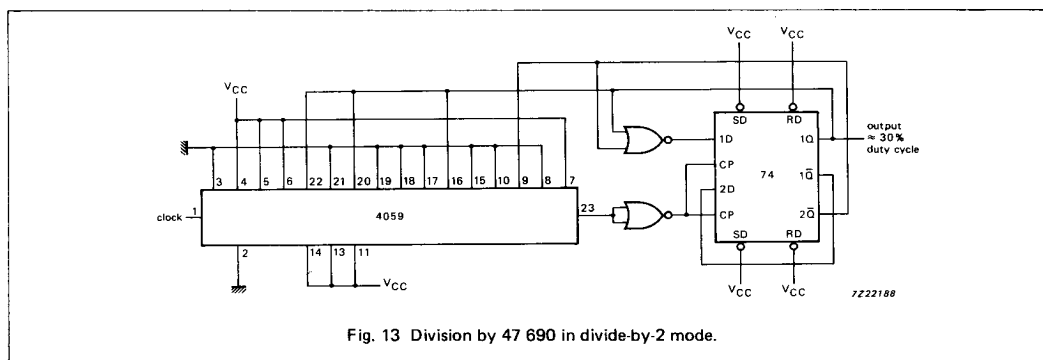 VCC VCC
VCC
SD RD
1D 1Q output
≈ 30%
duty cycle
CP 1Q̅
2D 74
CP 2Q̅
SD RD
3 4 5 6 22 21 20 19 18 17 16 15 10 9 8 7
clock 1 4059 23
2 14 13 11
VCC
VCC VCC
7Z22188
Fig. 13 Division by 47 690 in divide-by-2 mode.